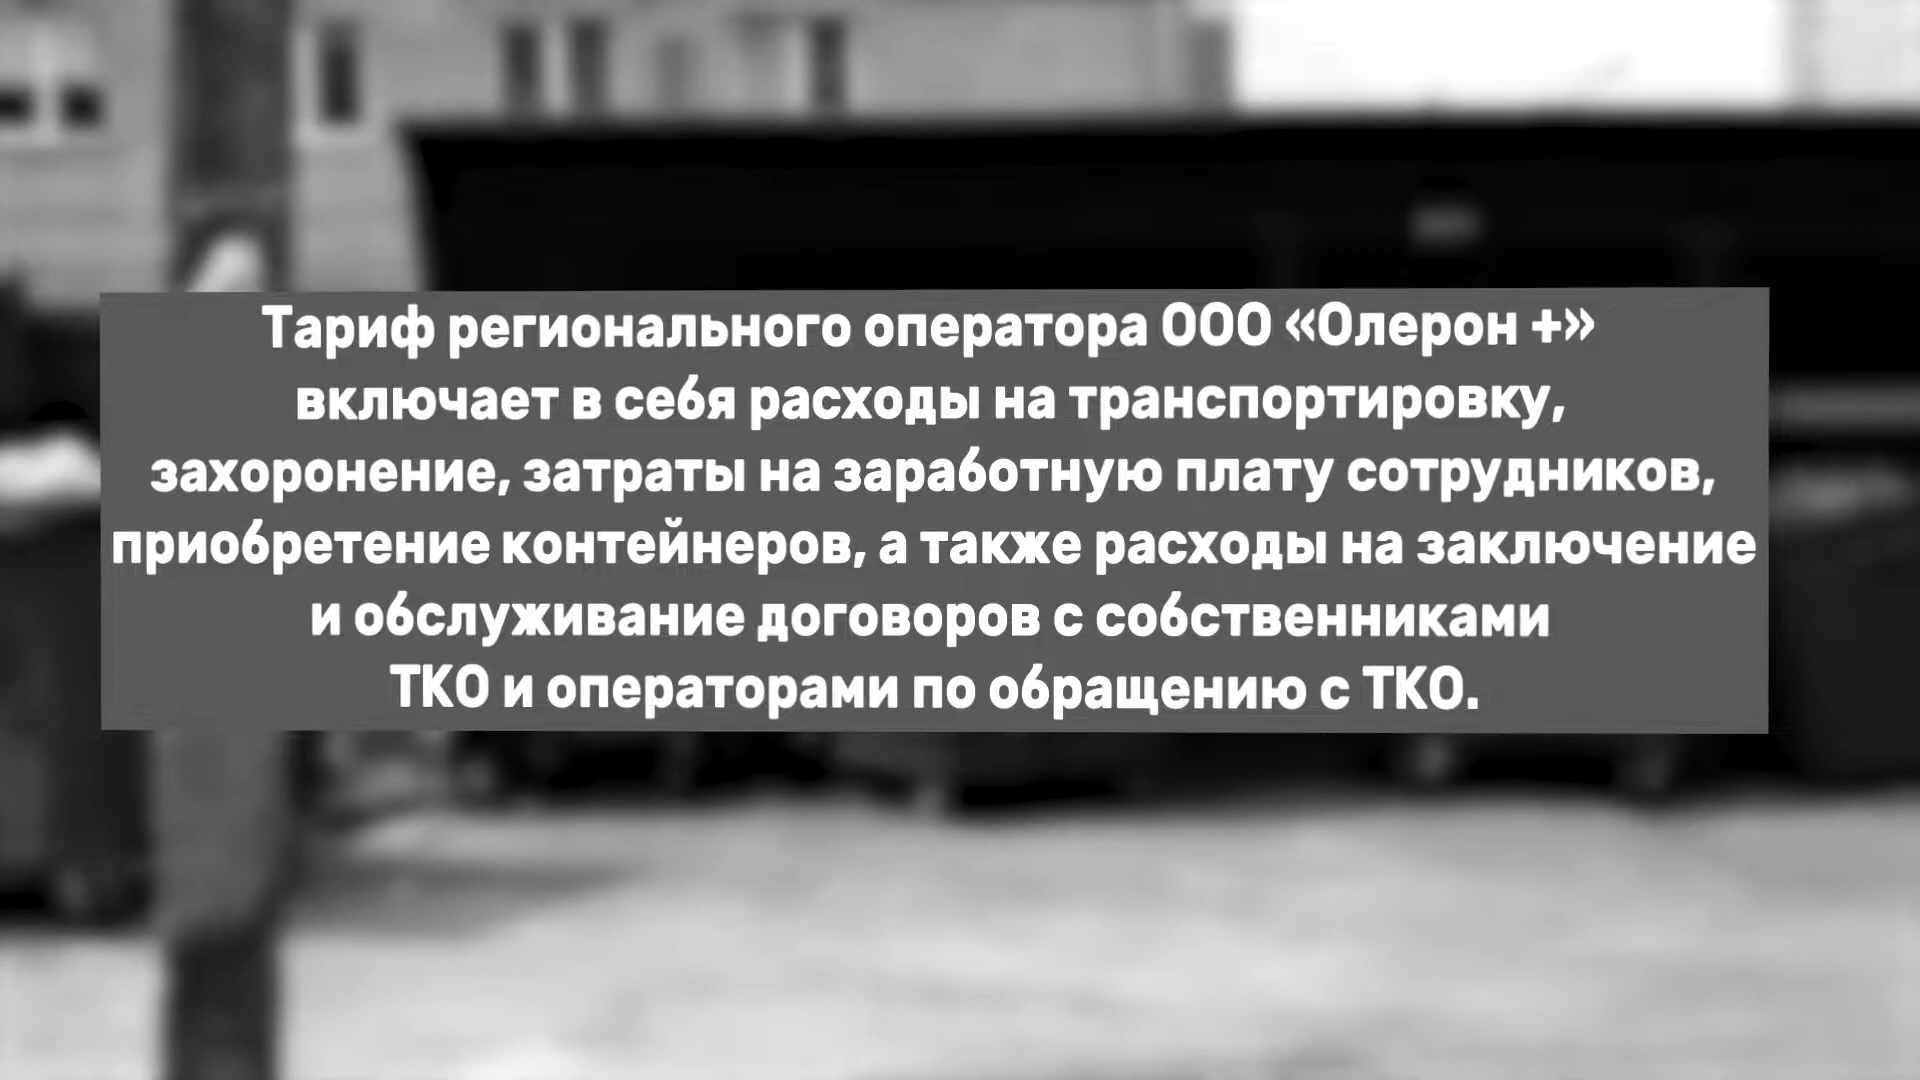 Тариф регионального оператора ООО «Олерон +»
включает в себя расходы на транспортировку,
захоронение, затраты на заработную плату сотрудников,
приобретение контейнеров, а также расходы на заключение
и обслуживание договоров с собственниками
ТКО и операторами по обращению с ТКО.